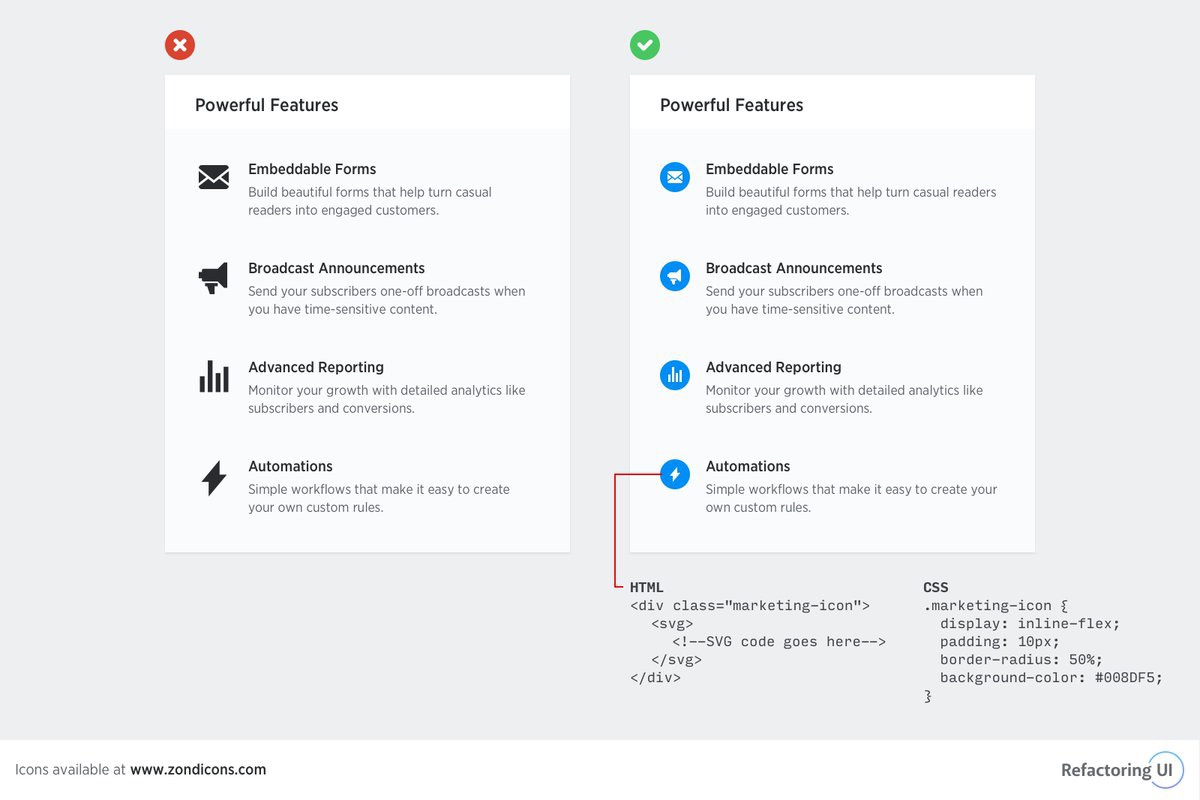 Powerful Features
Embeddable Forms
Build beautiful forms that help turn casual
readers into engaged customers.
Broadcast Announcements
Send your subscribers one-off broadcasts when
you have time-sensitive content.
Advanced Reporting
Monitor your growth with detailed analytics like
subscribers and conversions.
Automations
Simple workflows that make it easy to create
your own custom rules.
Powerful Features
Embeddable Forms
Build beautiful forms that help turn casual readers
into engaged customers.
Broadcast Announcements
Send your subscribers one-off broadcasts when
you have time-sensitive content.
Advanced Reporting
Monitor your growth with detailed analytics like
subscribers and conversions.
Automations
Simple workflows that make it easy to create your
own custom rules.
HTML
<div class="marketing-icon">
<svg>
<!--SVG code goes here-->
</svg>
</div>
CSS
.marketing-icon {
display: inline-flex;
padding: 10px;
border-radius: 50%;
background-color: #008DF5;
}
Icons available at www.zondicons.com
Refactoring UI